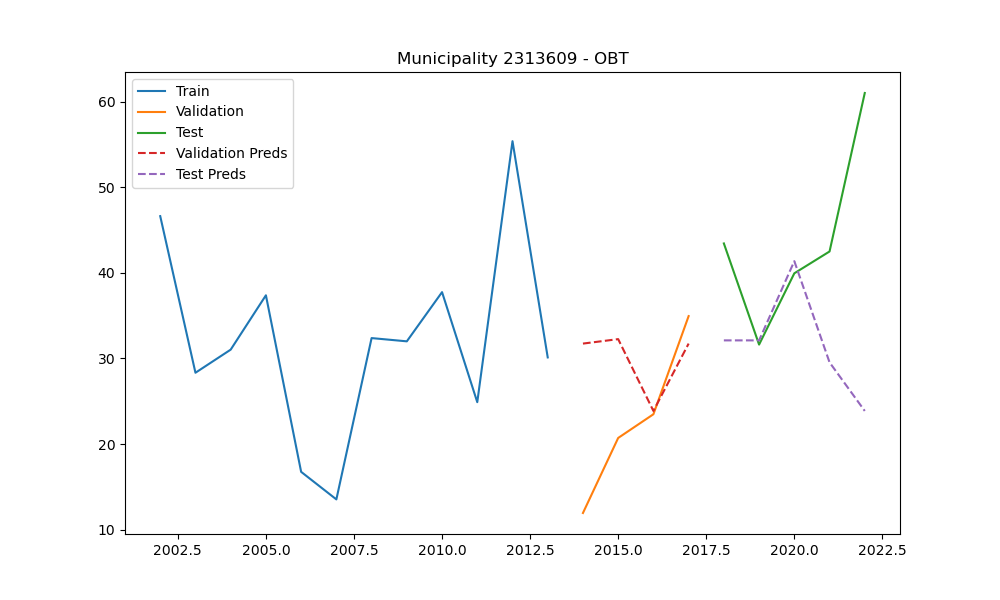 Municipality 2313609 - OBT
Train
Validation
Test
Validation Preds
Test Preds
60
50
40
30
20
10
2002.5 2005.0 2007.5 2010.0 2012.5 2015.0 2017.5 2020.0 2022.5